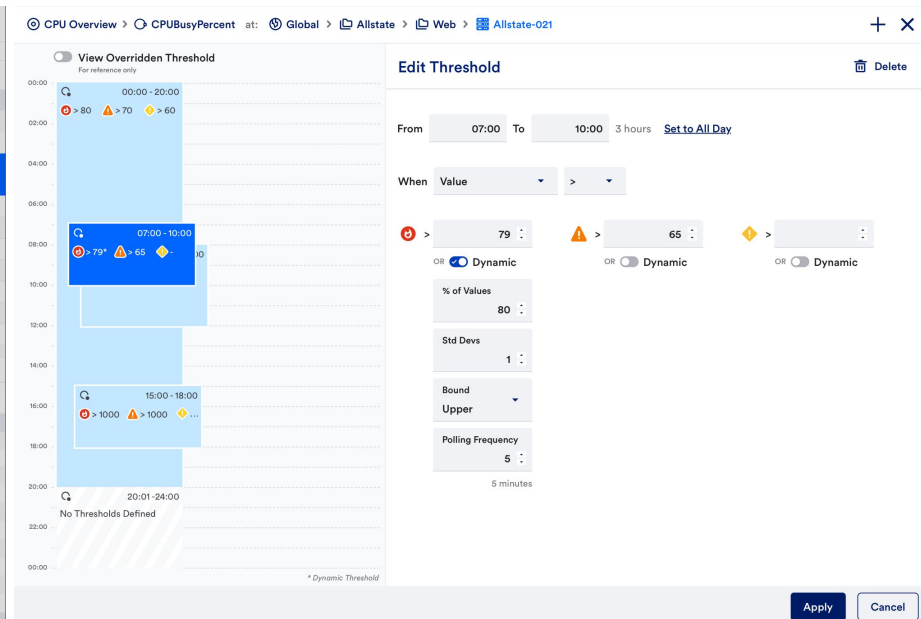 CPU Overview > CPUBusyPercent at: Global > Allstate > Web > Allstate-021
View Overridden Threshold
For reference only
00:00
02:00
04:00
06:00
08:00
10:00
12:00
14:00
16:00
18:00
20:00
22:00
00:00
00:00 - 20:00
> 80 > 70 > 60
07:00 - 10:00
> 79* > 65 -
00
15:00 - 18:00
> 1000 > 1000 ...
20:01 - 24:00
No Thresholds Defined
* Dynamic Threshold
Edit Threshold
Delete
From 07:00 To 10:00 3 hours Set to All Day
When Value >
> 79 > 65 >
OR Dynamic OR Dynamic OR Dynamic
% of Values
80
Std Devs
1
Bound
Upper
Polling Frequency
5
5 minutes
Apply Cancel